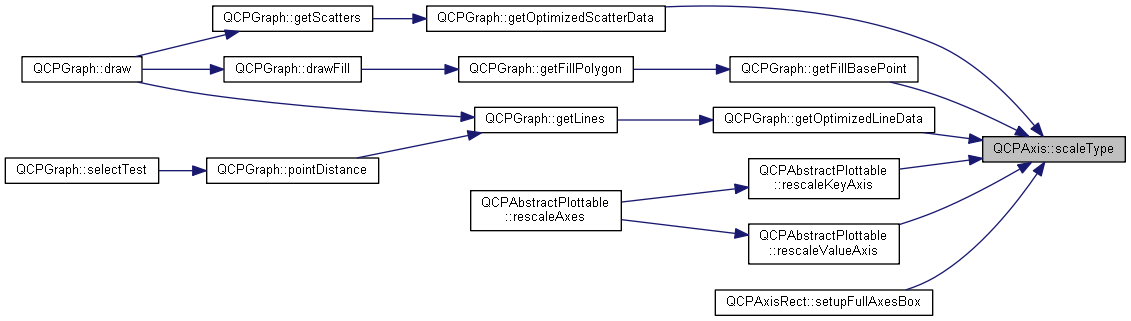 QCPGraph::getScatters
QCPGraph::getOptimizedScatterData
QCPGraph::draw
QCPGraph::drawFill
QCPGraph::getFillPolygon
QCPGraph::getFillBasePoint
QCPGraph::getLines
QCPGraph::getOptimizedLineData
QCPAxis::scaleType
QCPGraph::selectTest
QCPGraph::pointDistance
QCPAbstractPlottable
::rescaleKeyAxis
QCPAbstractPlottable
::rescaleAxes
QCPAbstractPlottable
::rescaleValueAxis
QCPAxisRect::setupFullAxesBox